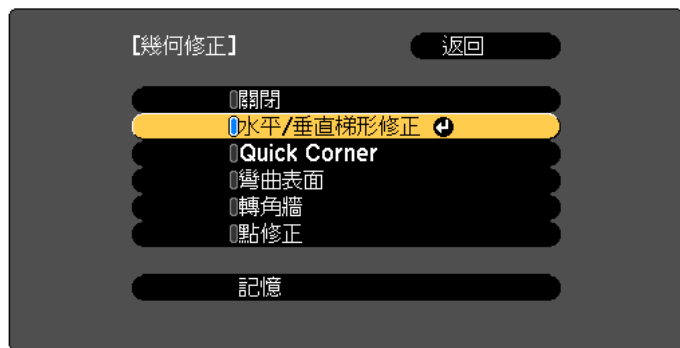 【幾何修正】
返回
關閉
水平/垂直梯形修正
Quick Corner
彎曲表面
轉角牆
點修正
記憶